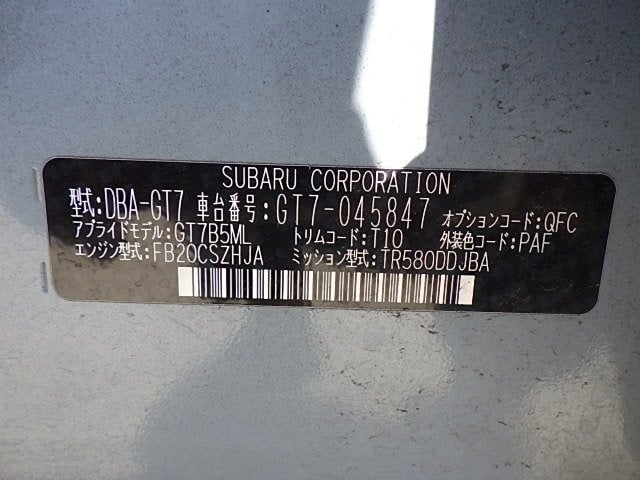 SUBARU CORPORATION
型式:DBA-GT7 車台番号:GT7-045847 オプションコード:QFC
アプライドモデル:GT7B5ML トリムコード:T10 外装色コード:PAF
エンジン型式:FB20CSZHJA ミッション型式:TR580DDJBA